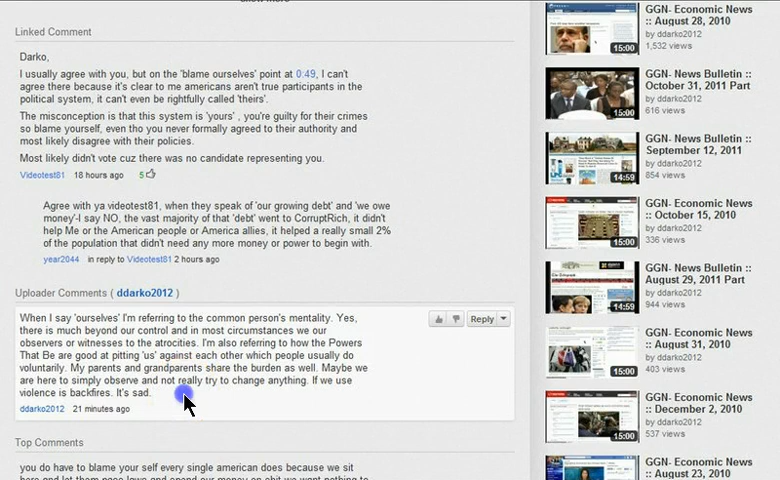 Linked Comment
Darko,
I usually agree with you, but on the 'blame ourselves' point at 0:49, I can't
agree there because it's clear to me americans aren't true participants in the
political system, it can't even be rightfully called 'theirs'.
The misconception is that this system is 'yours' , you're guilty for their crimes
so blame yourself, even tho you never formally agreed to their authority and
most likely disagree with their policies.
Most likely didn't vote cuz there was no candidate representing you.
Videotest81 18 hours ago 5
Agree with ya videotest81, when they speak of 'our growing debt' and 'we owe
money'-I say NO, the vast majority of that 'debt' went to CorruptRich, it didn't
help Me or the American people or America allies, it helped a really small 2%
of the population that didn't need any more money or power to begin with.
year2044 in reply to Videotest81 2 hours ago
Uploader Comments ( ddarko2012 )
When I say 'ourselves' I'm referring to the common person's mentality. Yes,
there is much beyond our control and in most circumstances we our
observers or witnesses to the atrocities. I'm also referring to how the Powers
That Be are good at pitting 'us' against each other which people usually do
voluntarily. My parents and grandparents share the burden as well. Maybe we
are here to simply observe and not really try to change anything. If we use
violence is backfires. It's sad.
ddarko2012 21 minutes ago
Reply
Top Comments
you do have to blame your self every single american does because we sit
GGN- Economic News
:: August 28, 2010
by ddarko2012
1,532 views
15:00
GGN- News Bulletin ::
October 31, 2011 Part
by ddarko2012
616 views
15:00
GGN- News Bulletin ::
September 12, 2011
by ddarko2012
854 views
14:59
GGN- Economic News
:: October 15, 2010
by ddarko2012
336 views
15:00
GGN- News Bulletin ::
August 29, 2011 Part
by ddarko2012
944 views
14:59
GGN- Economic News
:: August 31, 2010
by ddarko2012
403 views
15:00
GGN- Economic News
:: December 2, 2010
by ddarko2012
537 views
15:00
GGN- Economic News
:: August 23, 2010